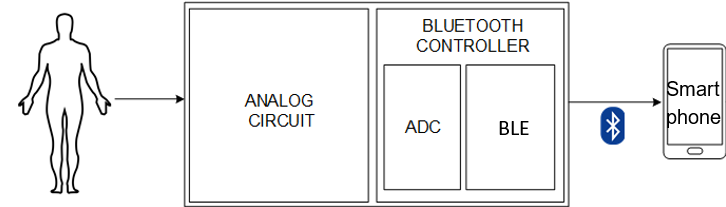 ANALOG
CIRCUIT
BLUETOOTH
CONTROLLER
ADC
BLE
Smart
phone